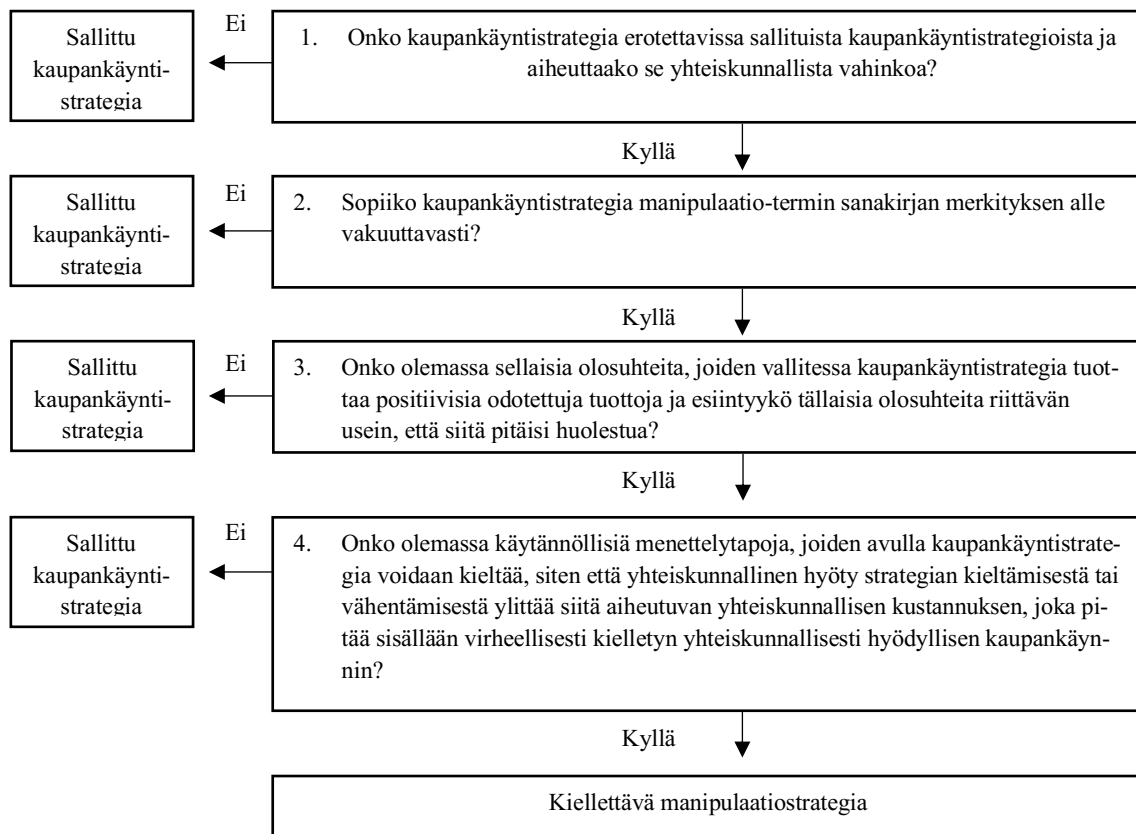 Sallittu
kaupankäynti-
strategia
Ei
1. Onko kaupankäyntistrategia erotettavissa sallituista kaupankäyntistrategioista ja
aiheuttaako se yhteiskunnallista vahinkoa?
Kyllä
Sallittu
kaupankäynti-
strategia
Ei
2. Sopiiko kaupankäyntistrategia manipulaatio-termin sanakirjan merkityksen alle
vakuuttavasti?
Kyllä
Sallittu
kaupankäynti-
strategia
Ei
3. Onko olemassa sellaisia olosuhteita, joiden vallitessa kaupankäyntistrategia tuot-
taa positiivisia odotettuja tuottoja ja esiintyykö tällaisia olosuhteita riittävän
usein, että siitä pitäisi huolestua?
Kyllä
Sallittu
kaupankäynti-
strategia
Ei
4. Onko olemassa käytännöllisiä menettelytapoja, joiden avulla kaupankäyntistrate-
gia voidaan kieltää, siten että yhteiskunnallinen hyöty strategian kieltämisestä tai
vähentämisestä ylittää siitä aiheutuvan yhteiskunnallisen kustannuksen, joka pi-
tää sisällään virheellisesti kielletyn yhteiskunnallisesti hyödyllisen kaupankäyn-
nin?
Kyllä
Kiellettävä manipulaatiostrategia